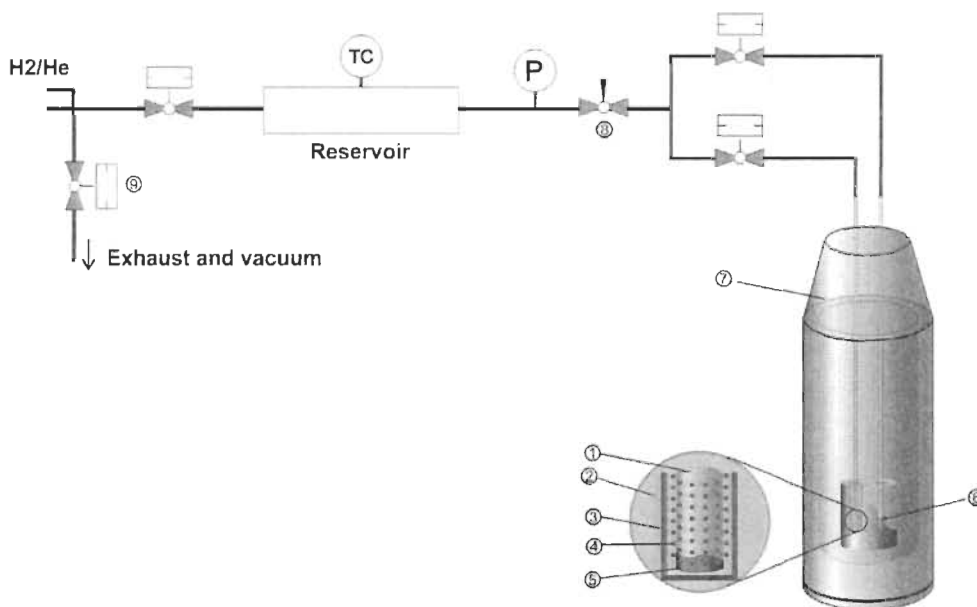 H2/He
TC
P
Reservoir
⑧
⑨
Exhaust and vacuum
⑦
①
②
③
④
⑤
⑥